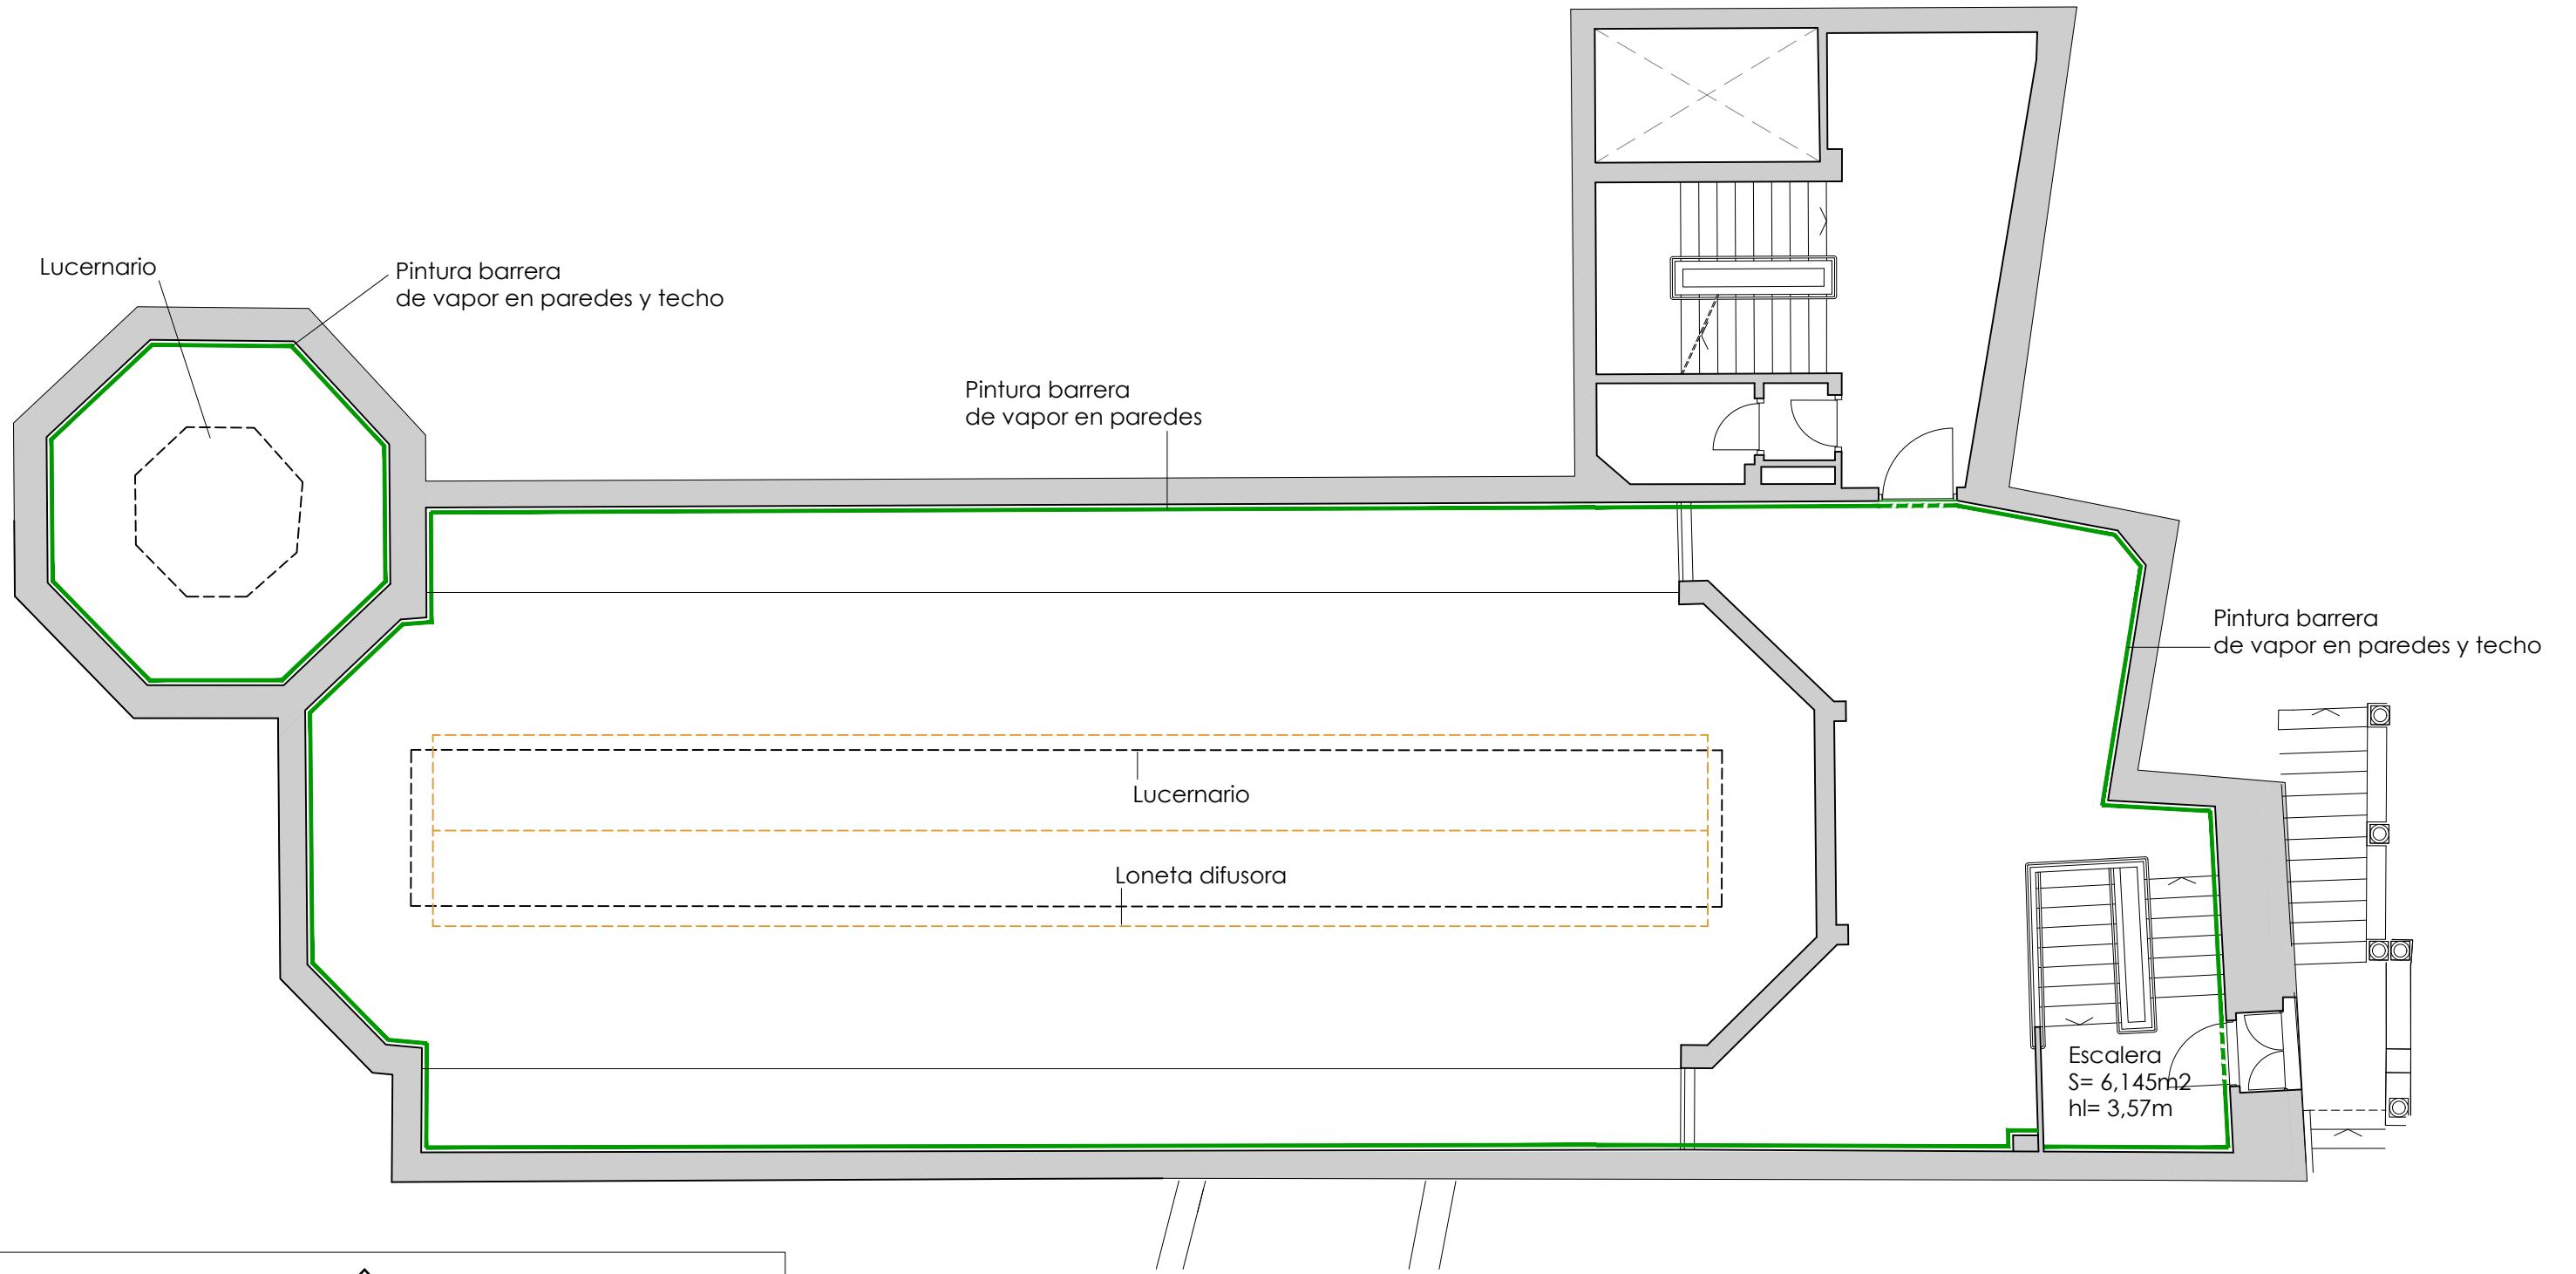 Lucernario
Pintura barrera
de vapor en paredes y techo
Pintura barrera
de vapor en paredes
Pintura barrera
de vapor en paredes y techo
Lucernario
Loneta difusora
Escalera
S= 6,145m2
hl= 3,57m